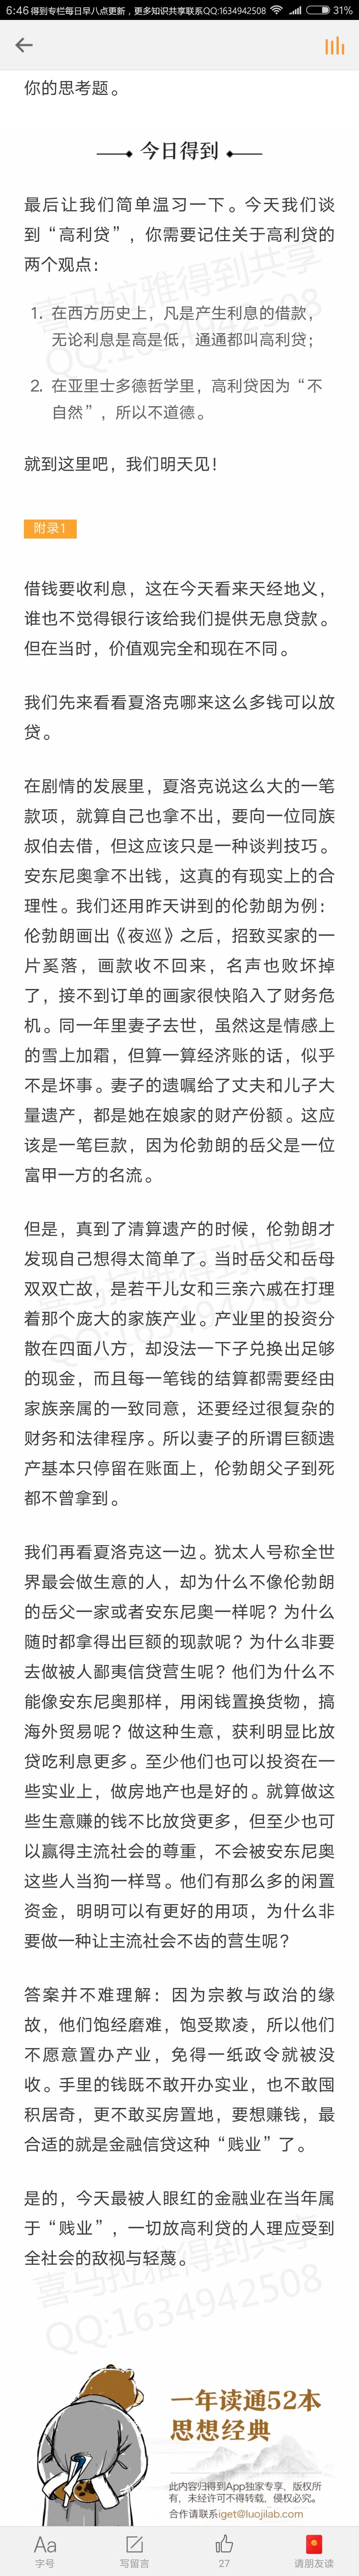 6:46 得到专栏每日早八点更新，更多知识共享联系QQ:1634942508 31%
你的思考题。
今日得到
最后让我们简单温习一下。今天我们谈
到“高利贷”，你需要记住关于高利贷的
两个观点：
1. 在西方历史上，凡是产生利息的借款，
无论利息是高是低，通通都叫高利贷；
2. 在亚里士多德哲学里，高利贷因为“不
自然”，所以不道德。
喜马拉雅得到共享
QQ:1634942508
就到这里吧，我们明天见！
附录1
借钱要收利息，这在今天看来天经地义，
谁也不觉得银行该给我们提供无息贷款。
但在当时，价值观完全和现在不同。
我们先来看看夏洛克哪来这么多钱可以放
贷。
在剧情的发展里，夏洛克说这么大的一笔
款项，就算自己也拿不出，要向一位同族
叔伯去借，但这应该只是一种谈判技巧。
安东尼奥拿不出钱，这真的有现实上的合
理性。我们还用昨天讲到的伦勃朗为例：
伦勃朗画出《夜巡》之后，招致买家的一
片奚落，画款收不回来，名声也败坏掉
了，接不到订单的画家很快陷入了财务危
机。同一年里妻子去世，虽然这是情感上
的雪上加霜，但算一算经济账的话，似乎
不是坏事。妻子的遗嘱给了丈夫和儿子大
量遗产，都是她在娘家的财产份额。这应
该是一笔巨款，因为伦勃朗的岳父是一位
富甲一方的名流。
但是，真到了清算遗产的时候，伦勃朗才
发现自己想得太简单了。当时岳父和岳母
双双亡故，是若干儿女和三亲六戚在打理
着那个庞大的家族产业。产业里的投资分
散在四面八方，却没法一下子兑换出足够
的现金，而且每一笔钱的结算都需要经由
家族亲属的一致同意，还要经过很复杂的
财务和法律程序。所以妻子的所谓巨额遗
产基本只停留在账面上，伦勃朗父子到死
都不曾拿到。
喜马拉雅得到共享
QQ:1634942508
我们再看夏洛克这一边。犹太人号称全世
界最会做生意的人，却为什么不像伦勃朗
的岳父一家或者安东尼奥一样呢？为什么
随时都拿得出巨额的现款呢？为什么非要
去做被人鄙夷信贷营生呢？他们为什么不
能像安东尼奥那样，用闲钱置换货物，搞
海外贸易呢？做这种生意，获利明显比放
贷吃利息更多。至少他们也可以投资在一
些实业上，做房地产也是好的。就算做这
些生意赚的钱不比放贷更多，但至少也可
以赢得主流社会的尊重，不会被安东尼奥
这些人当狗一样骂。他们有那么多的闲置
资金，明明可以有更好的用项，为什么非
要做一种让主流社会不齿的营生呢？
答案并不难理解：因为宗教与政治的缘
故，他们饱经磨难，饱受欺凌，所以他们
不愿意置办产业，免得一纸政令就被没
收。手里的钱既不敢开办实业，也不敢囤
积居奇，更不敢买房置地，要想赚钱，最
合适的就是金融信贷这种“贱业”了。
是的，今天最被人眼红的金融业在当年属
于“贱业”，一切放高利贷的人理应受到
全社会的敌视与轻蔑。
喜马拉雅得到共享
QQ:1634942508
一年读通52本
思想经典
此内容归得到App独家专享，版权所
有，未经许可不得转载，侵权必究。
合作请联系iget@luojilab.com
Aa
字号 写留言 27 请朋友读